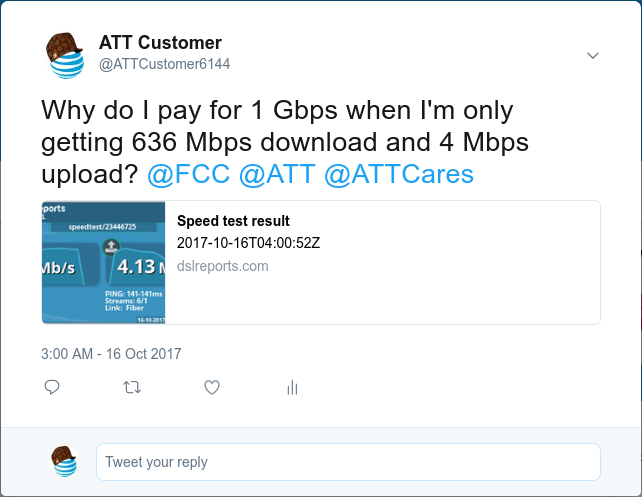 ATT Customer
@ATTCustomer6144
Why do I pay for 1 Gbps when I'm only
getting 636 Mbps download and 4 Mbps
upload? @FCC @ATT @ATTCares
ports
L
speedtest/23446725
Mb/s
4.13 M
PING: 141-141ms
Streams: 6/1
Link: Fiber
16-10-2017
Speed test result
2017-10-16T04:00:52Z
dslreports.com
3:00 AM - 16 Oct 2017
Tweet your reply